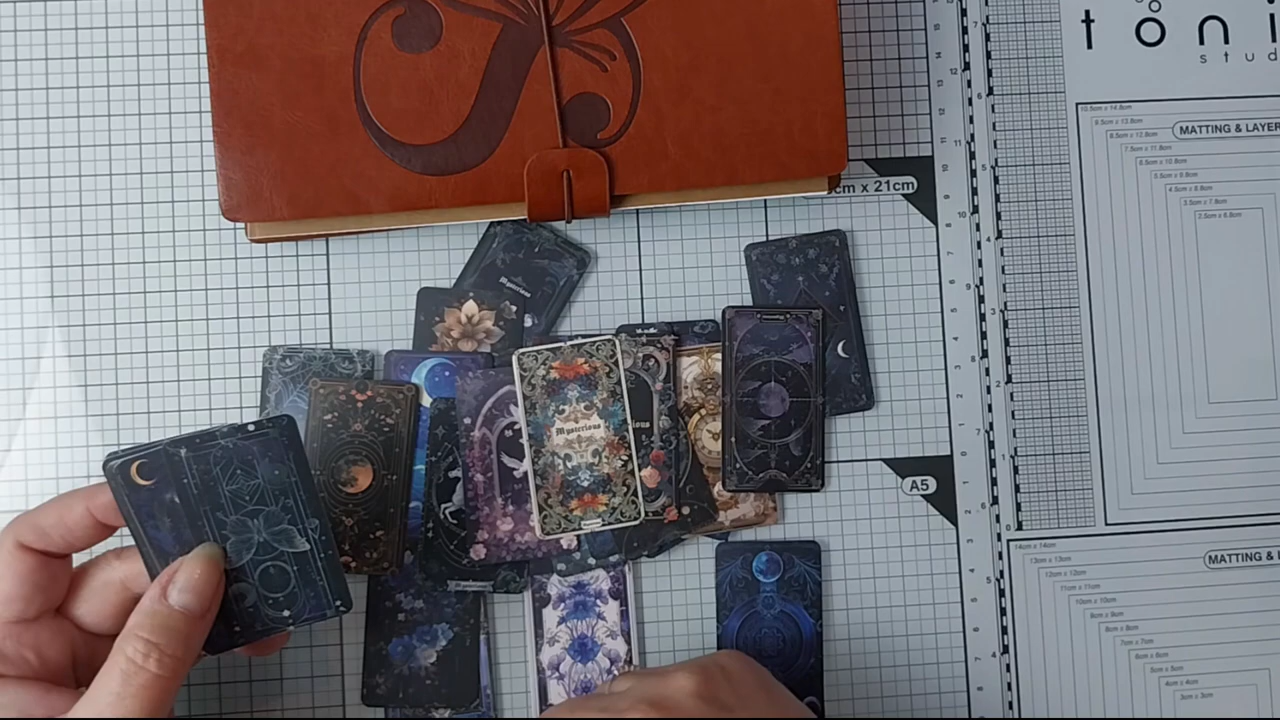 toni
stud
10.5cm x 14.8cm
9.5cm x 13.8cm
8.5cm x 12.8cm
7.5cm x 11.8cm
6.5cm x 10.8cm
5.5cm x 9.8cm
4.5cm x 8.8cm
3.5cm x 7.8cm
2.5cm x 6.8cm
MATTING & LAYER
cm x 21cm
A5
Mysterious
Mysterious
14cm x 14cm
13cm x 13cm
12cm x 12cm
11cm x 11cm
10cm x 10cm
9cm x 9cm
8cm x 8cm
7cm x 7cm
6cm x 6cm
5cm x 5cm
4cm x 4cm
3cm x 3cm
MATTING &